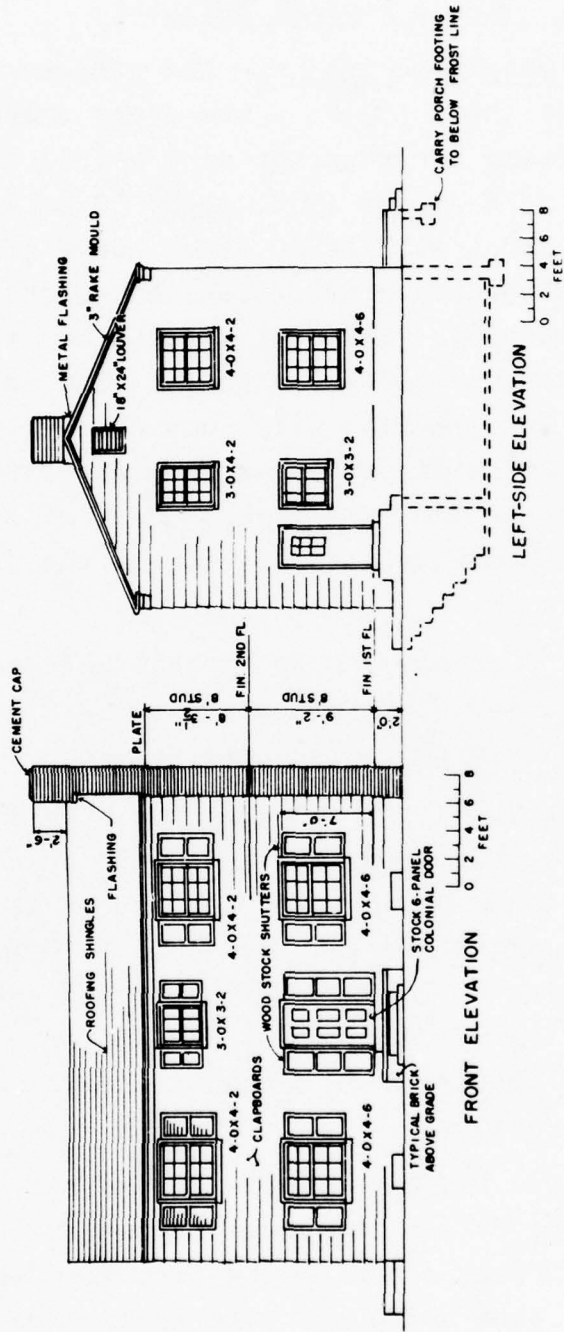 CEMENT CAP
2'-6"
ROOFING SHINGLES
FLASHING
PLATE
4-0X4-2
3-0X3-2
4-0X4-2
8'-3½"
8' STUD
FIN. 2ND FL
CLAPBOARDS
WOOD STOCK SHUTTERS
7'-0"
9'-2"
8' STUD
4-0X4-6
4-0X4-6
FIN 1ST FL
2'0"
TYPICAL BRICK
ABOVE GRADE
STOCK 6-PANEL
COLONIAL DOOR
0 2 4 6 8
FEET
FRONT ELEVATION
METAL FLASHING
3" RAKE MOULD
18"X24" LOUVER
3-0X4-2
4-0X4-2
3-0X3-2
4-0X4-6
CARRY PORCH FOOTING
TO BELOW FROST LINE
0 2 4 6 8
FEET
LEFT-SIDE ELEVATION